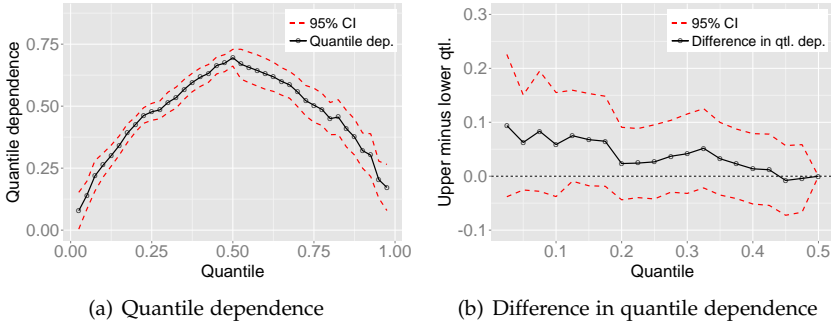 95% CI
Quantile dep.
Quantile dependence
0.75
0.50
0.25
0.00
0.00 0.25 0.50 0.75 1.00
Quantile
(a) Quantile dependence
95% CI
Difference in qtl. dep.
Upper minus lower qtl.
0.3
0.2
0.1
0.0
-0.1
0.1 0.2 0.3 0.4 0.5
Quantile
(b) Difference in quantile dependence